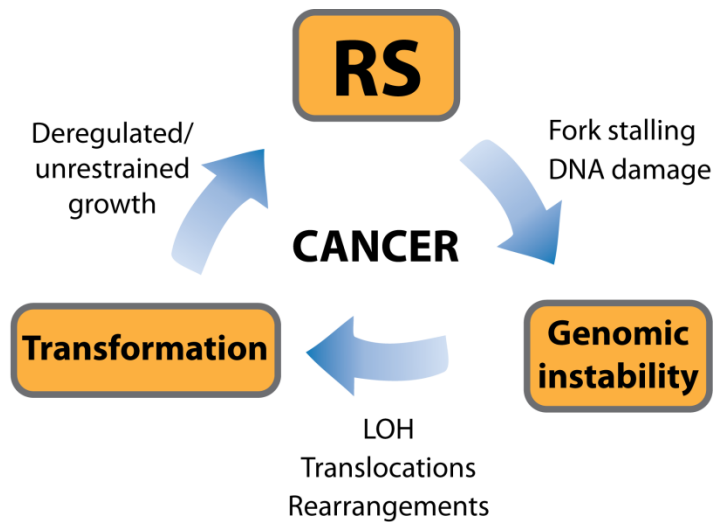 RS
Fork stalling
DNA damage
Genomic
instability
LOH
Translocations
Rearrangements
Transformation
Deregulated/
unrestrained
growth
CANCER